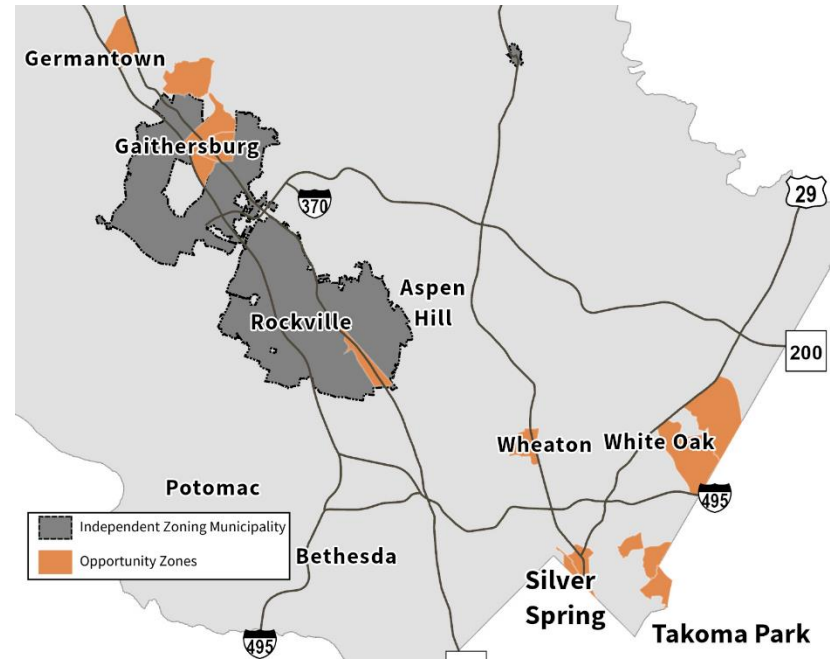 Germantown
Gaithersburg
370
29
Aspen
Hill
Rockville
200
Wheaton
White Oak
Potomac
495
Independent Zoning Municipality
Opportunity Zones
Bethesda
Silver
Spring
Takoma Park
495